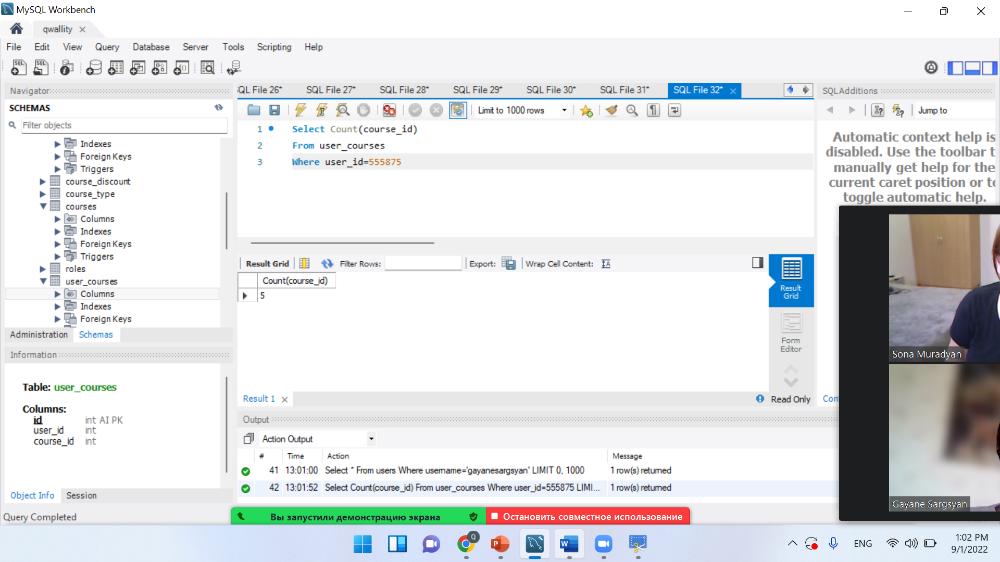 MySQL Workbench
qwallity
File Edit View Query Database Server Tools Scripting Help
Navigator
SCHEMAS
Filter objects
Indexes
Foreign Keys
Triggers
course_discount
course_type
courses
Columns
Indexes
Foreign Keys
Triggers
roles
user_courses
Columns
Indexes
Foreign Keys
Administration Schemas
Information
Table: user_courses
Columns:
id int AI PK
user_id int
course_id int
Object Info Session
Query Completed
SQL File 26* SQL File 27* SQL File 28* SQL File 29* SQL File 30* SQL File 31* SQL File 32*
Limit to 1000 rows
1 Select Count(course_id)
2 From user_courses
3 Where user_id=555875
Result Grid Filter Rows: Export: Wrap Cell Content:
Count(course_id)
5
Result
Grid
Form
Editor
Result 1
Read Only
Output
Action Output
# Time Action Message
41 13:01:00 Select * From users Where username='gayanesargsyan' LIMIT 0, 1000 1 row(s) returned
42 13:01:52 Select Count(course_id) From user_courses Where user_id=555875 LIMI... 1 row(s) returned
SQLAdditions
Jump to
Automatic context help is
disabled. Use the toolbar t
manually get help for the
current caret position or to
toggle automatic help.
Con
Sona Muradyan
Gayane Sargsyan
Вы запустили демонстрацию экрана
Остановить совместное использование
Q
ENG
1:02 PM
9/1/2022